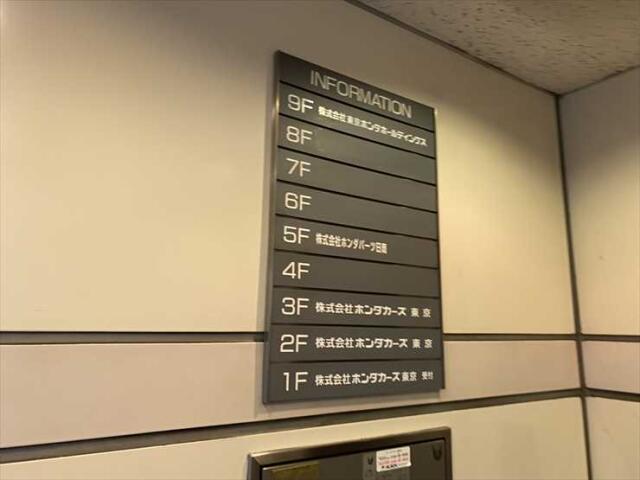 INFORMATION
9F 株式会社東京ホンダホールディングス
8F
7F
6F
5F 株式会社ホンダパーツ日商
4F
3F 株式会社ホンダカーズ 東京
2F 株式会社ホンダカーズ 東京
1F 株式会社ホンダカーズ 東京 受付